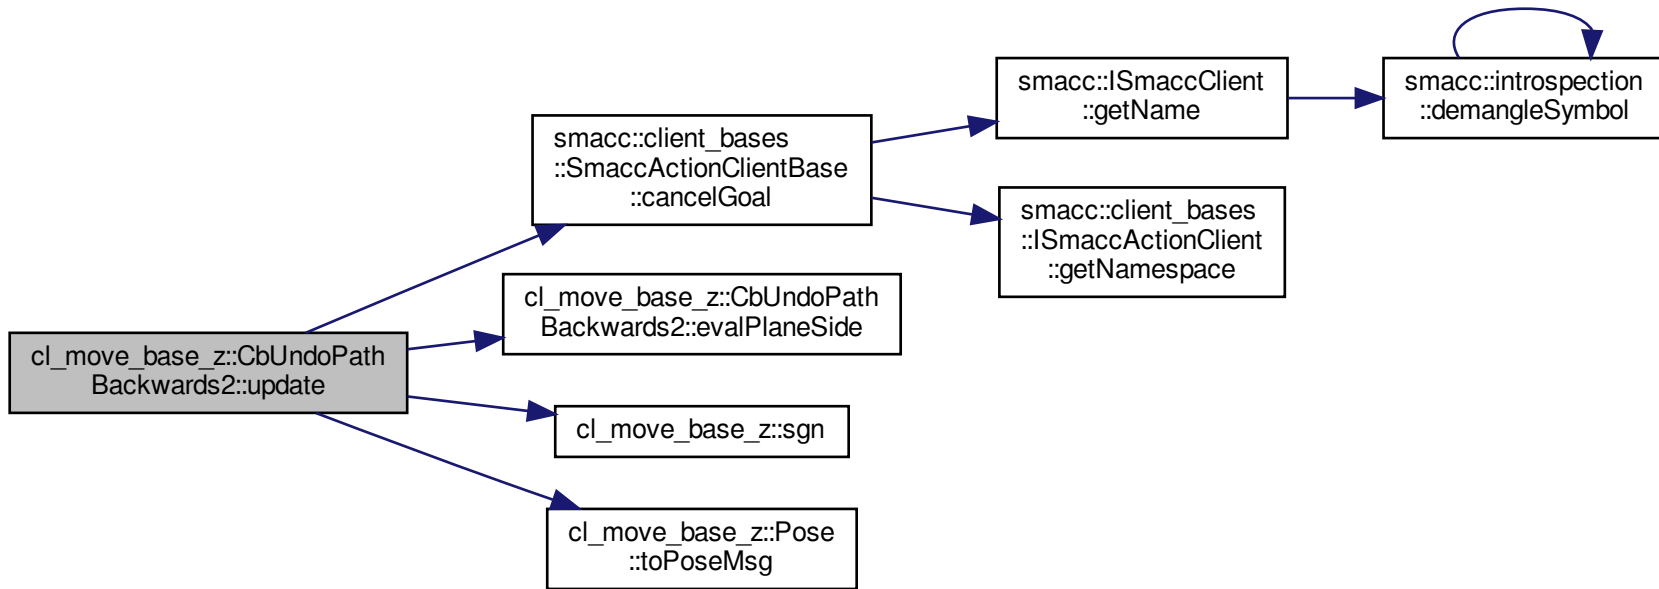 cl_move_base_z::CbUndoPath
Backwards2::update
smacc::client_bases
::SmaccActionClientBase
::cancelGoal
cl_move_base_z::CbUndoPath
Backwards2::evalPlaneSide
cl_move_base_z::sgn
cl_move_base_z::Pose
::toPoseMsg
smacc::ISmaccClient
::getName
smacc::client_bases
::ISmaccActionClient
::getNamespace
smacc::introspection
::demangleSymbol